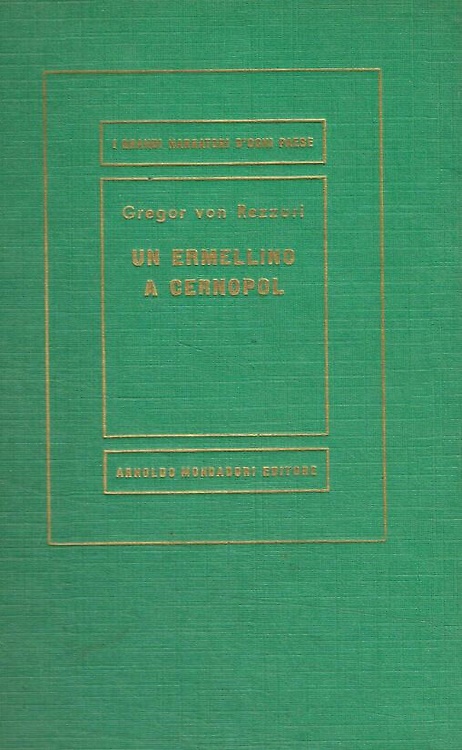 I GRANDI NARRATORI D'OGNI PAESE
Gregor von Rezzori
UN ERMELLINO
A CERNOPOL
ARNOLDO MONDADORI EDITORE